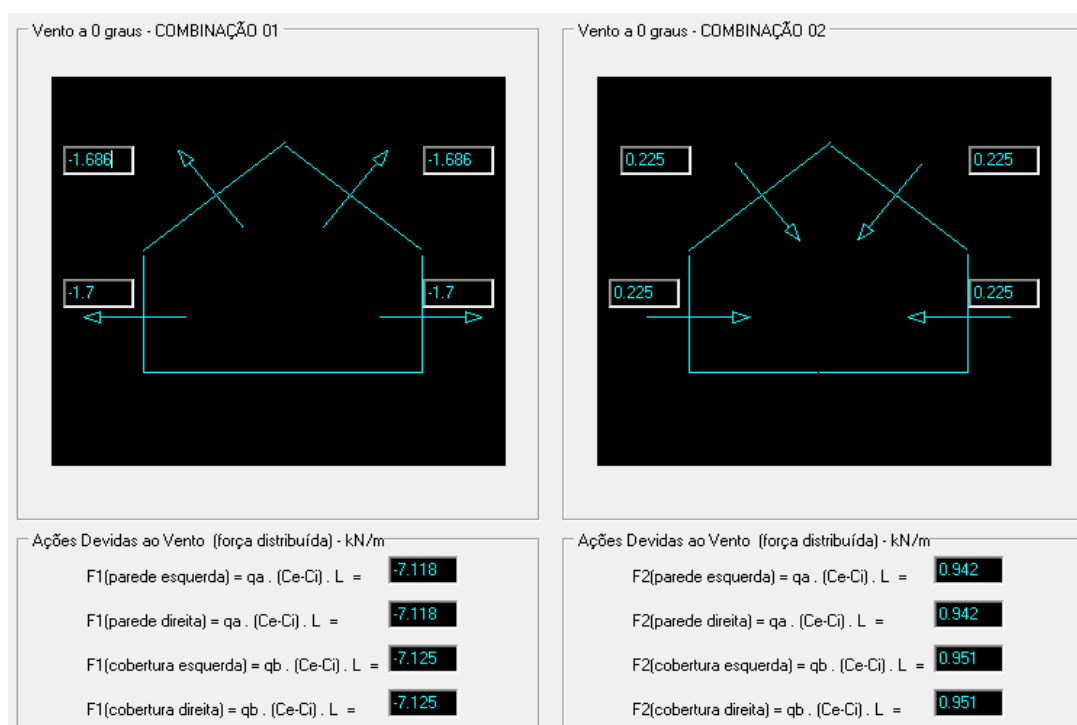 Vento a 0 graus - COMBINAÇÃO 01
-1.686
-1.686
-1.7
-1.7
Ações Devidas ao Vento (força distribuída) - kN/m
F1(parede esquerda) = qa . (Ce-Ci) . L = -7.118
F1(parede direita) = qa . (Ce-Ci) . L = -7.118
F1(cobertura esquerda) = qb . (Ce-Ci) . L = -7.125
F1(cobertura direita) = qb . (Ce-Ci) . L = -7.125
Vento a 0 graus - COMBINAÇÃO 02
0.225
0.225
0.225
0.225
Ações Devidas ao Vento (força distribuída) - kN/m
F2(parede esquerda) = qa . (Ce-Ci) . L = 0.942
F2(parede direita) = qa . (Ce-Ci) . L = 0.942
F2(cobertura esquerda) = qb . (Ce-Ci) . L = 0.951
F2(cobertura direita) = qb . (Ce-Ci) . L = 0.951